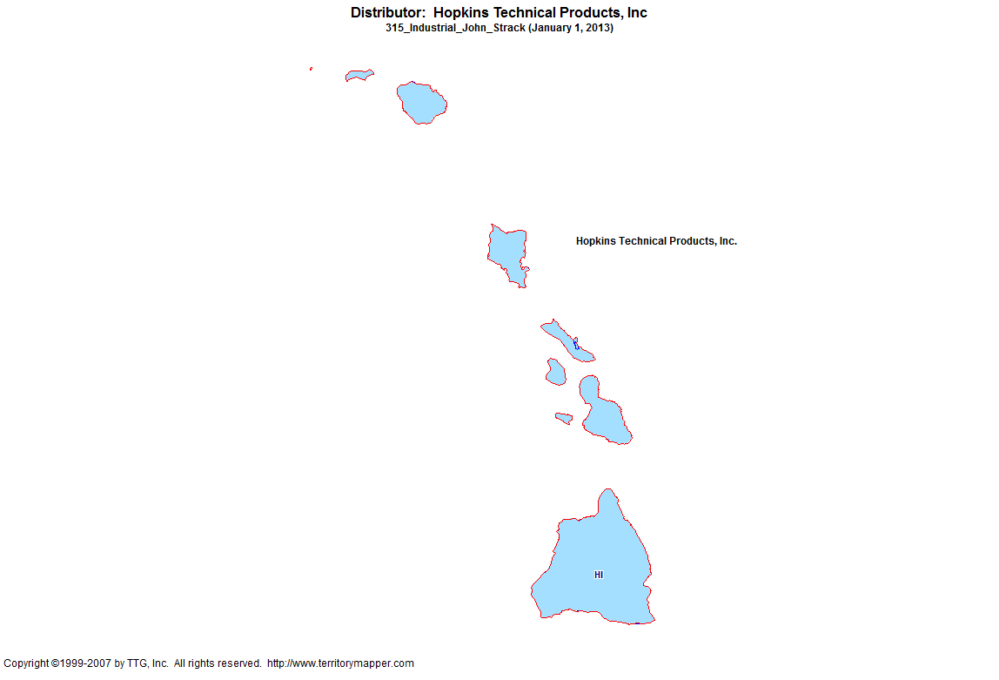 Distributor:  Hopkins Technical Products, Inc
315_Industrial_John_Strack (January 1, 2013)
Hopkins Technical Products, Inc.
HI
Copyright ©1999-2007 by TTG, Inc.  All rights reserved.  http://www.territorymapper.com